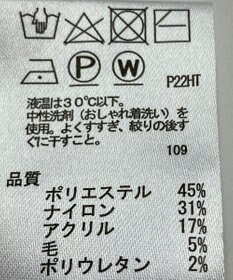 P22HT
液温は30℃以下。
中性洗剤（おしゃれ着洗い）を
使用。よくすすぎ、絞りの後す
ぐに干すこと。
109
品質
ポリエステル 45%
ナイロン 31%
アクリル 17%
毛 5%
ポリウレタン 2%